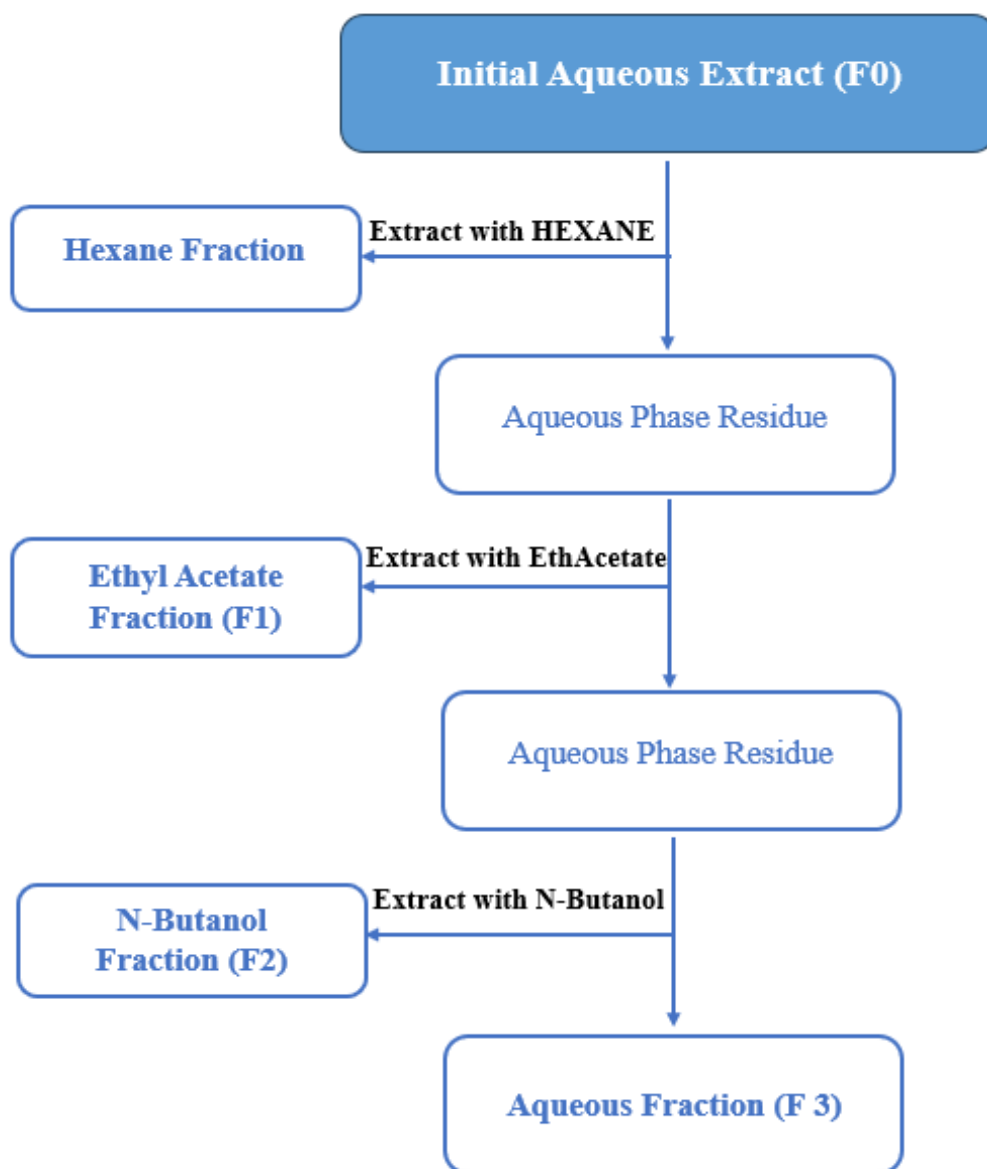 Initial Aqueous Extract (F0)
Extract with HEXANE
Hexane Fraction
Aqueous Phase Residue
Extract with EthAcetate
Ethyl Acetate
Fraction (F1)
Aqueous Phase Residue
Extract with N-Butanol
N-Butanol
Fraction (F2)
Aqueous Fraction (F 3)